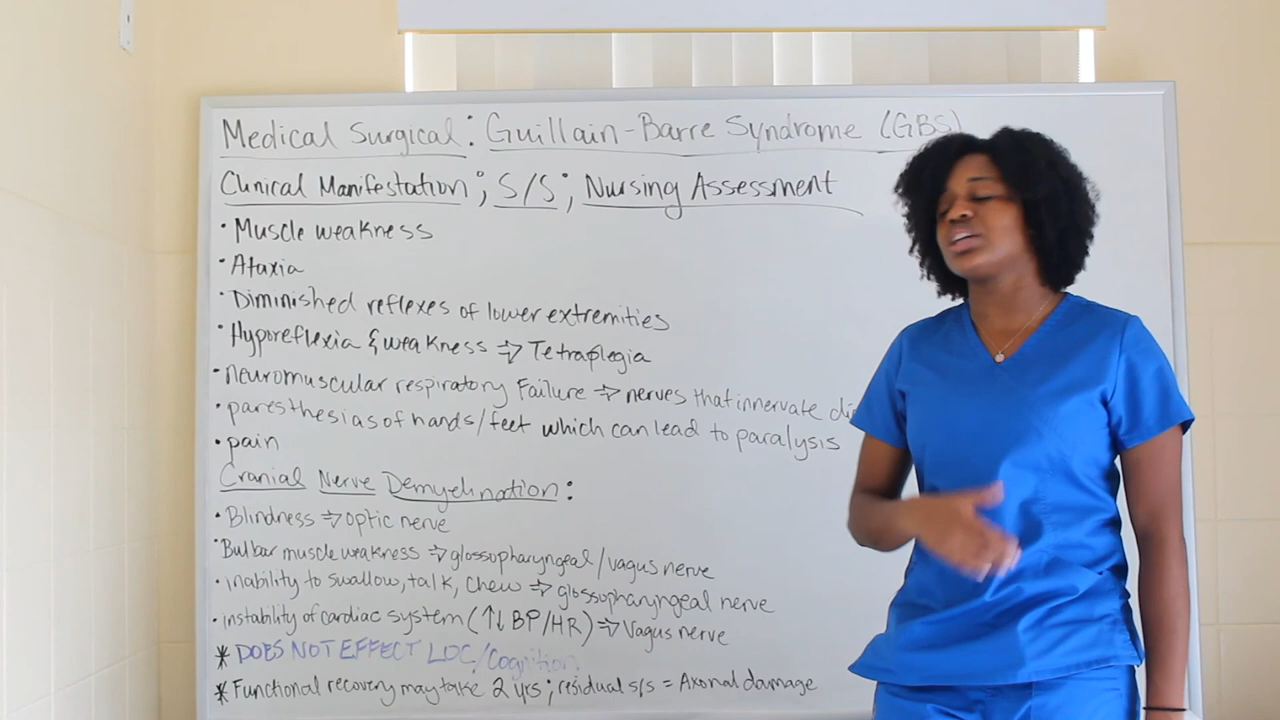 Medical Surgical: Guillain-Barre Syndrome (GBS)
Clinical Manifestation; S/S; Nursing Assessment
• Muscle weakness
• Ataxia
• Diminished reflexes of lower extremities
• Hyporeflexia & weakness ⇒ Tetraplegia
• neuromuscular respiratory Failure ⇒ nerves that innervate
• paresthesias of hands/feet which can lead to paralysis
• pain
Cranial Nerve Demyelination:
• Blindness ⇒ optic nerve
• Bulbar muscle weakness ⇒ glossopharyngeal/vagus nerve
• inability to swallow, talk, chew ⇒ glossopharyngeal nerve
• instability of cardiac system (↑↓ BP/HR) ⇒ Vagus nerve
* DOES NOT EFFECT LOC/Cognition
* Functional recovery may take 2 yrs; residual s/s = Axonal damage